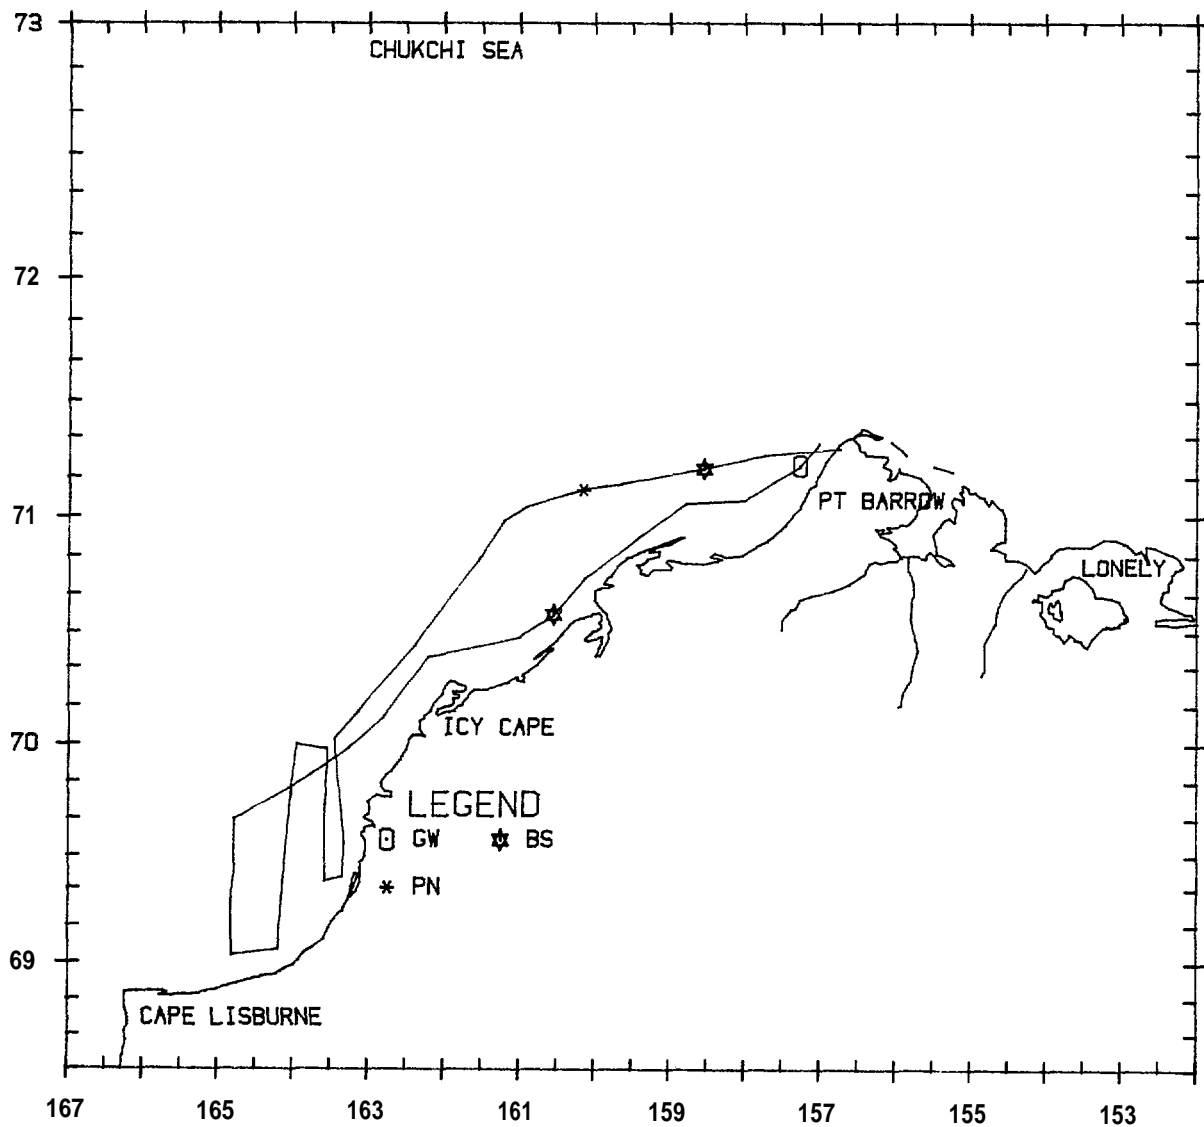 73
CHUKCHI SEA
72
71
PT BARROW
LONELY
70
ICY CAPE
LEGEND
GW BS
PN
69
CAPE LISBURNE
167 165 163 161 159 157 155 153